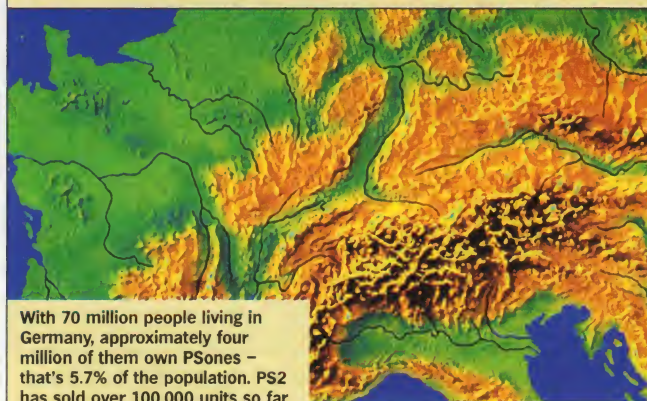 With 70 million people living in
Germany, approximately four
million of them own PSones –
that's 5.7% of the population. PS2
has sold over 100,000 units so far